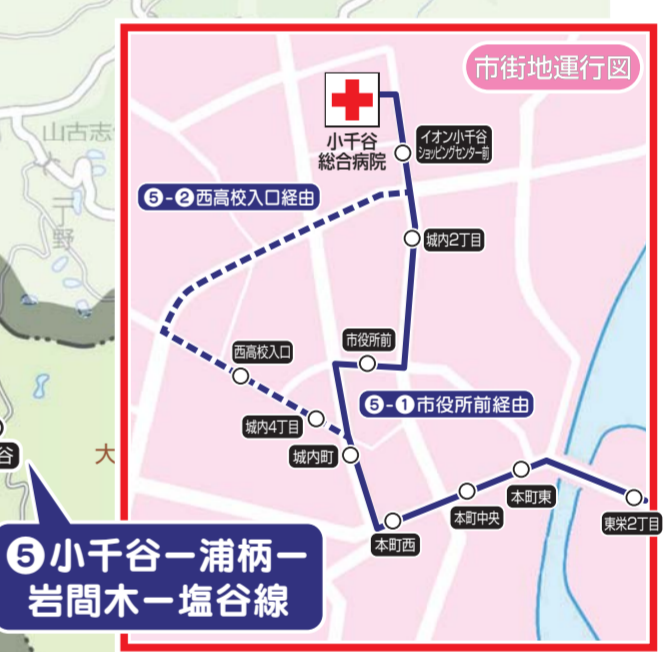 市街地運行図
山古志
小千谷
総合病院
イオン小千谷
ショッピングセンター前
❺-❷西高校入口経由
丁
野
城内2丁目
市役所前
西高校入口
❺-❶市役所前経由
城内4丁目
城内町
谷
大
本町東
本町中央
本町西
東栄2丁目
❺小千谷ー浦柄ー
岩間木ー塩谷線